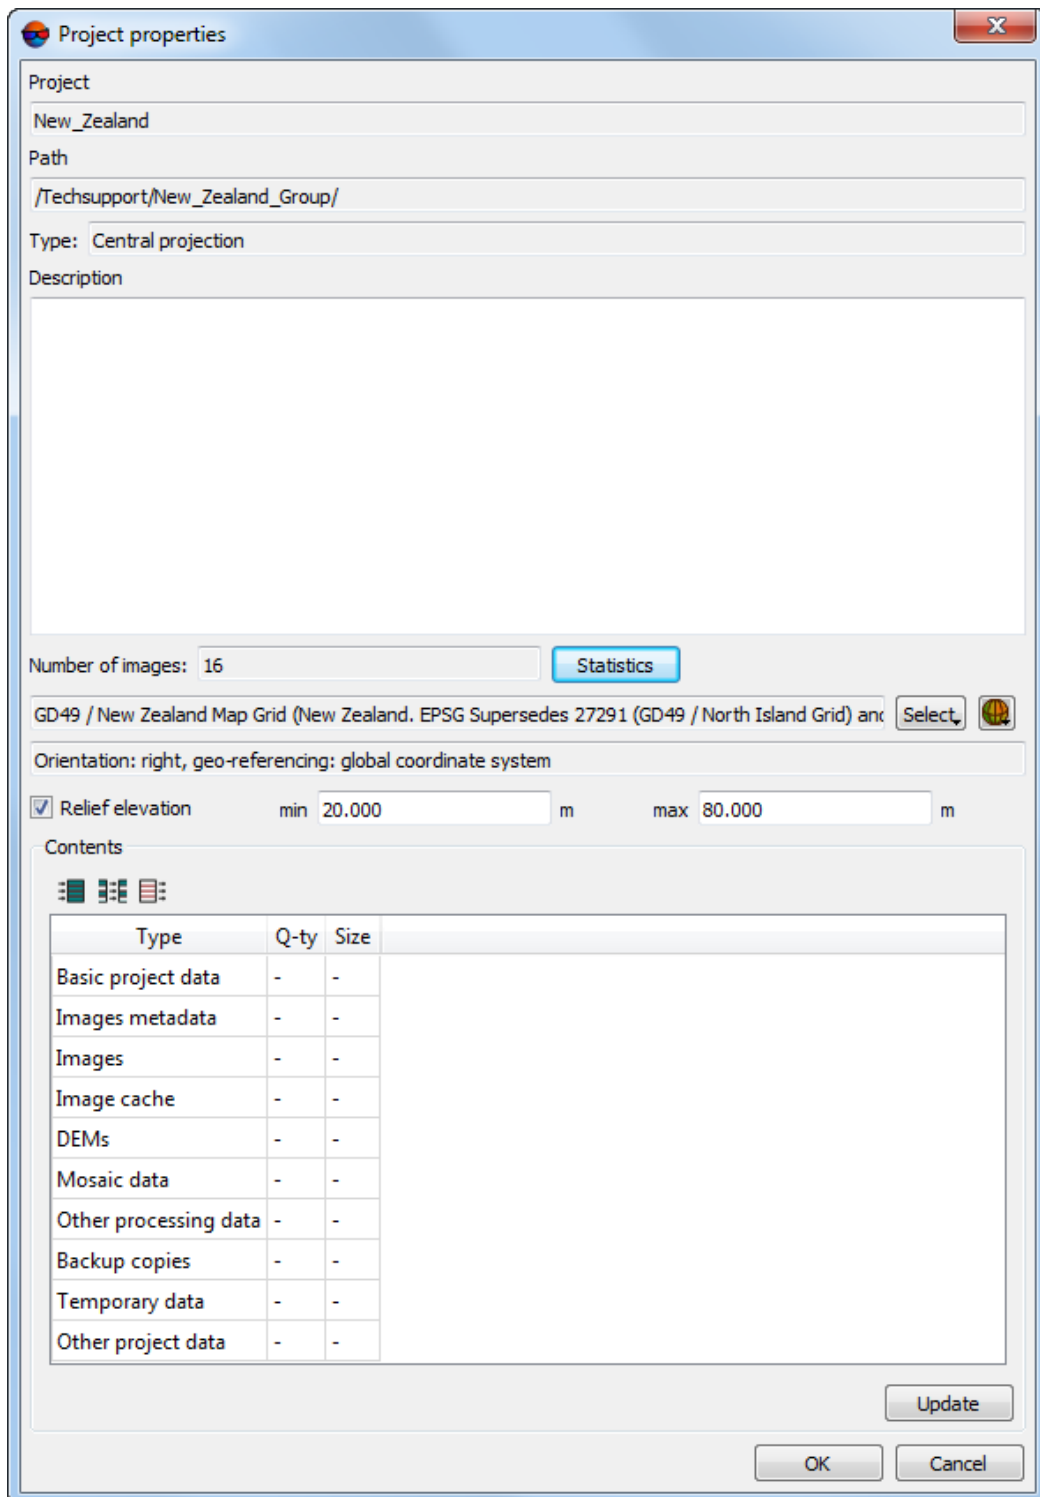 Project properties
Project
New_Zealand
Path
/Techsupport/New_Zealand_Group/
Type: Central projection
Description
Number of images: 16 Statistics
GD49 / New Zealand Map Grid (New Zealand. EPSG Supersedes 27291 (GD49 / North Island Grid) and Select
Orientation: right, geo-referencing: global coordinate system
Relief elevation min 20.000 m max 80.000 m
Contents
Type Q-ty Size
Basic project data - -
Images metadata - -
Images - -
Image cache - -
DEMs - -
Mosaic data - -
Other processing data - -
Backup copies - -
Temporary data - -
Other project data - -
Update
OK Cancel